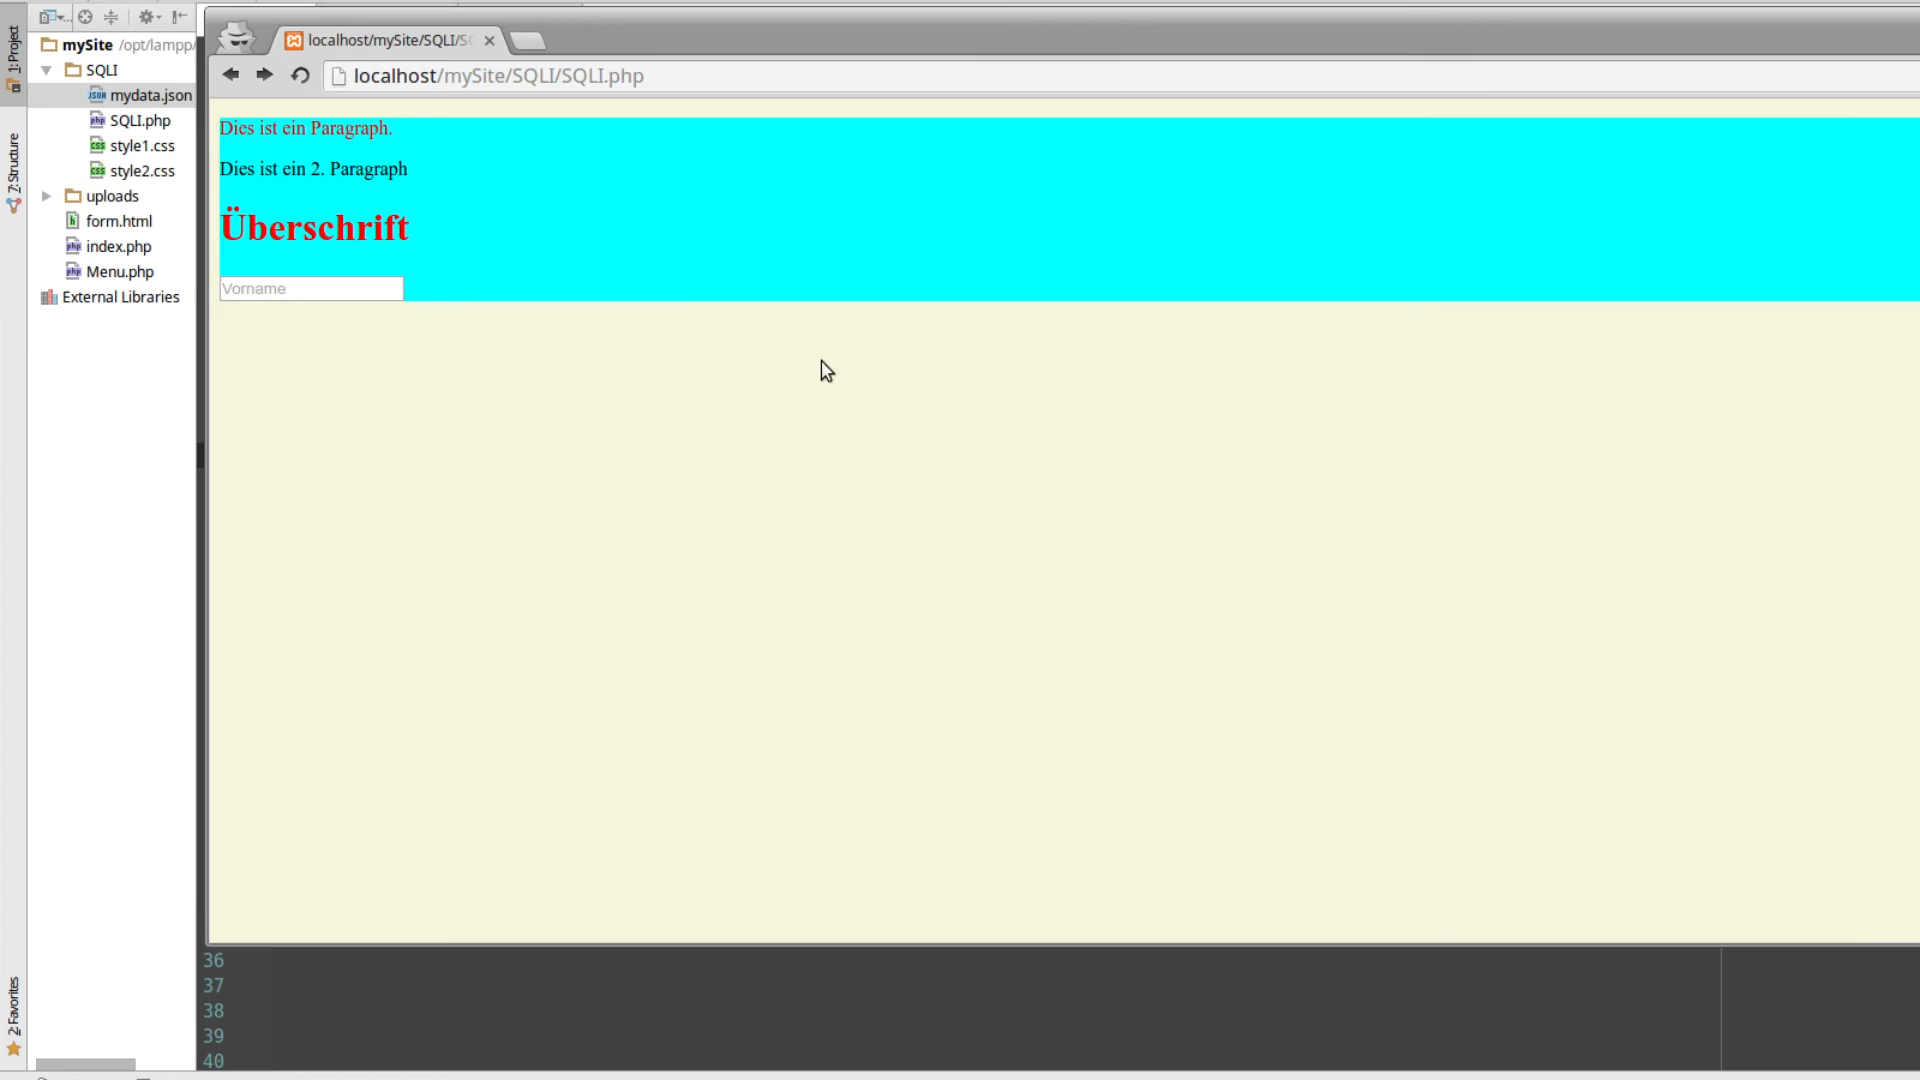 1: Project
mySite /opt/lampp/
SQLI
mydata.json
SQLI.php
style1.css
style2.css
uploads
form.html
index.php
Menu.php
External Libraries
7: Structure
2: Favorites
localhost/mySite/SQLI/SQ
localhost/mySite/SQLI/SQLI.php
Dies ist ein Paragraph.
Dies ist ein 2. Paragraph
Überschrift
Vorname
36
37
38
39
40